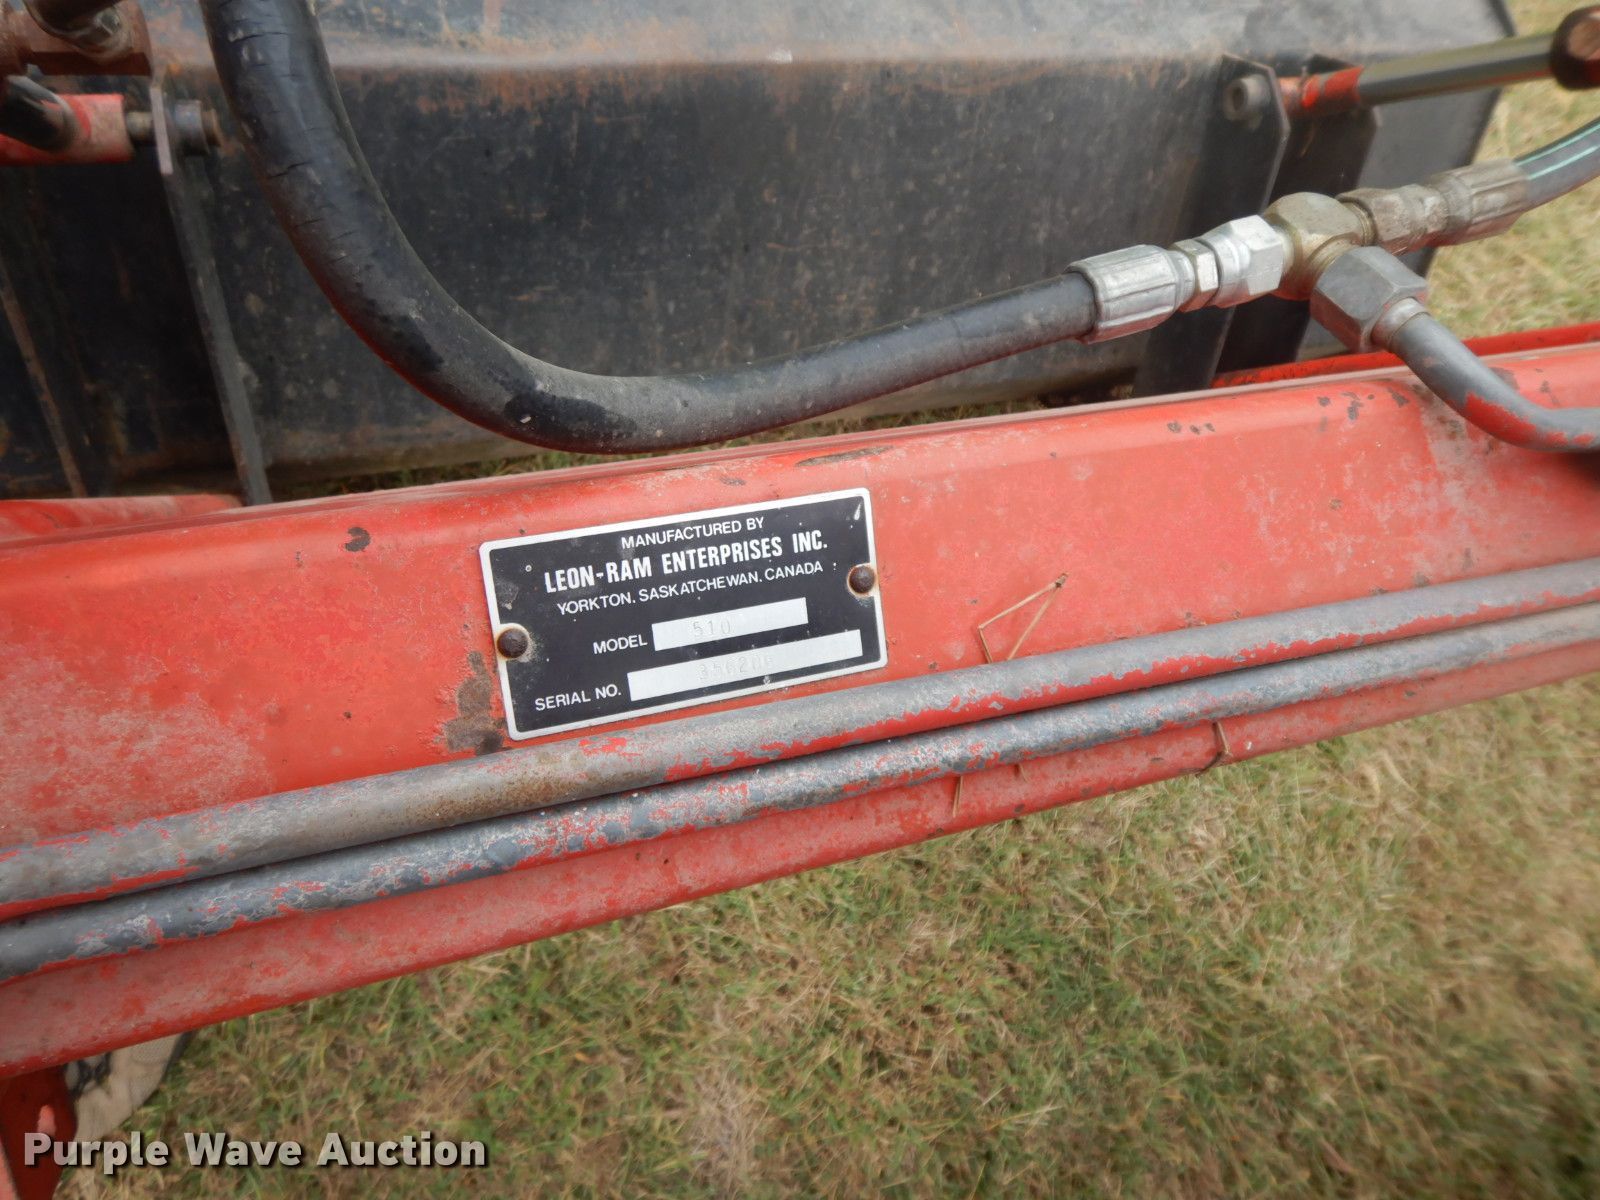 MANUFACTURED BY
LEON-RAM ENTERPRISES INC.
YORKTON, SASKATCHEWAN, CANADA
MODEL 510
SERIAL NO.
Purple Wave Auction